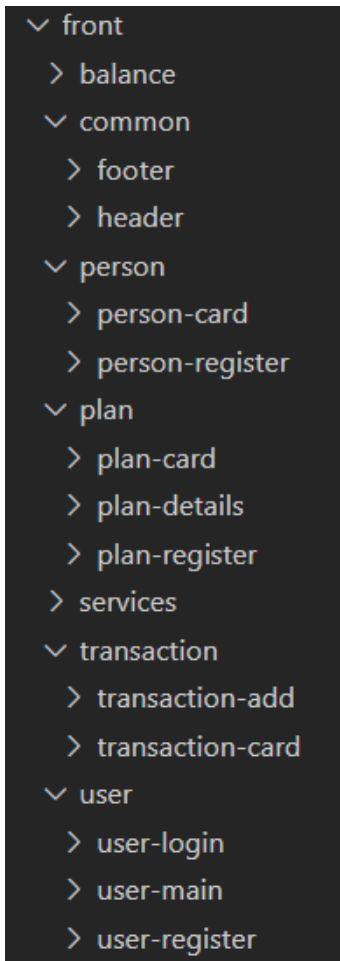 front
balance
common
footer
header
person
person-card
person-register
plan
plan-card
plan-details
plan-register
services
transaction
transaction-add
transaction-card
user
user-login
user-main
user-register